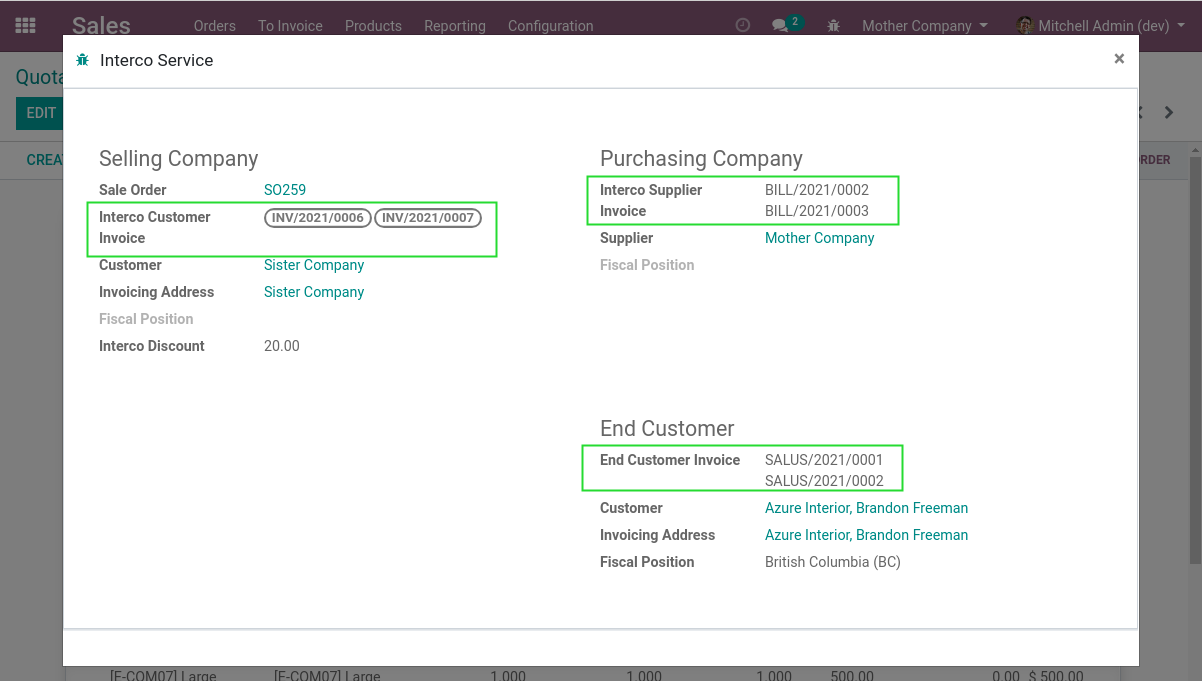 Sales
Orders
To Invoice
Products
Reporting
Configuration
2
Mother Company
Mitchell Admin (dev)
Interco Service
×
EDIT
Selling Company
Sale Order SO259
Interco Customer Invoice INV/2021/0006 INV/2021/0007
Customer Sister Company
Invoicing Address Sister Company
Fiscal Position
Interco Discount 20.00
Purchasing Company
Interco Supplier BILL/2021/0002
Invoice BILL/2021/0003
Supplier Mother Company
Fiscal Position
End Customer
End Customer Invoice SALUS/2021/0001
SALUS/2021/0002
Customer Azure Interior, Brandon Freeman
Invoicing Address Azure Interior, Brandon Freeman
Fiscal Position British Columbia (BC)
[E-COM07] Large [E-COM07] Large 1.000 1.000 1.000 500.00 0.00 $ 500.00